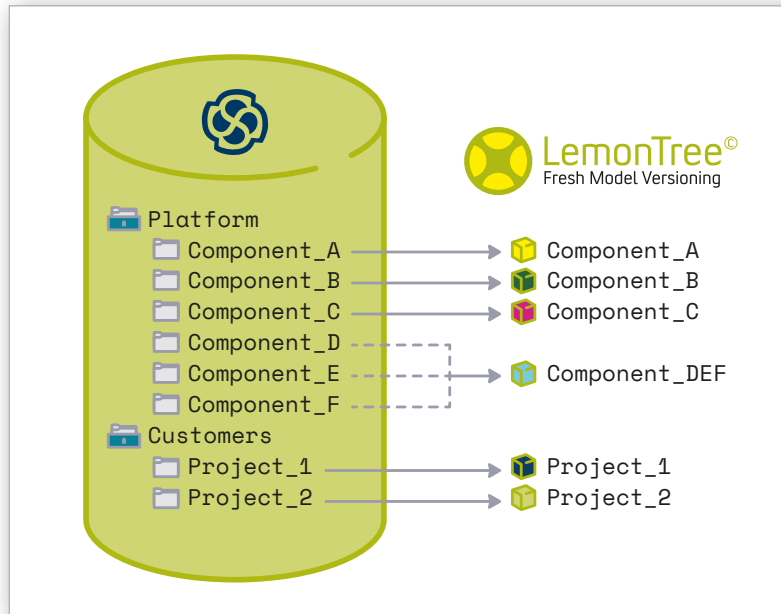 LemonTree©
Fresh Model Versioning
Platform
Component_A
Component_B
Component_C
Component_D
Component_E
Component_F
Customers
Project_1
Project_2
Component_A
Component_B
Component_C
Component_DEF
Project_1
Project_2